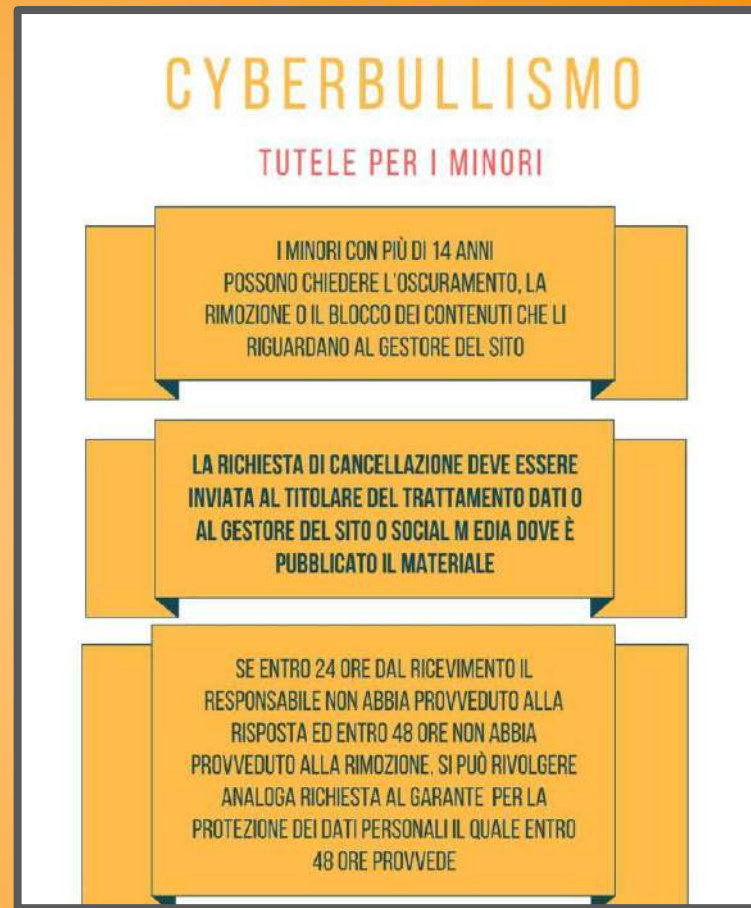 CYBERBULLISMO
TUTELE PER I MINORI
I MINORI CON PIÙ DI 14 ANNI
POSSONO CHIEDERE L'OSCURAMENTO, LA
RIMOZIONE O IL BLOCCO DEI CONTENUTI CHE LI
RIGUARDANO AL GESTORE DEL SITO
LA RICHIESTA DI CANCELLAZIONE DEVE ESSERE
INVIATA AL TITOLARE DEL TRATTAMENTO DATI O
AL GESTORE DEL SITO O SOCIAL M EDIA DOVE È
PUBBLICATO IL MATERIALE
SE ENTRO 24 ORE DAL RICEVIMENTO IL
RESPONSABILE NON ABBIA PROVVEDUTO ALLA
RISPOSTA ED ENTRO 48 ORE NON ABBIA
PROVVEDUTO ALLA RIMOZIONE, SI PUÒ RIVOLGERE
ANALOGA RICHIESTA AL GARANTE PER LA
PROTEZIONE DEI DATI PERSONALI IL QUALE ENTRO
48 ORE PROVVEDE